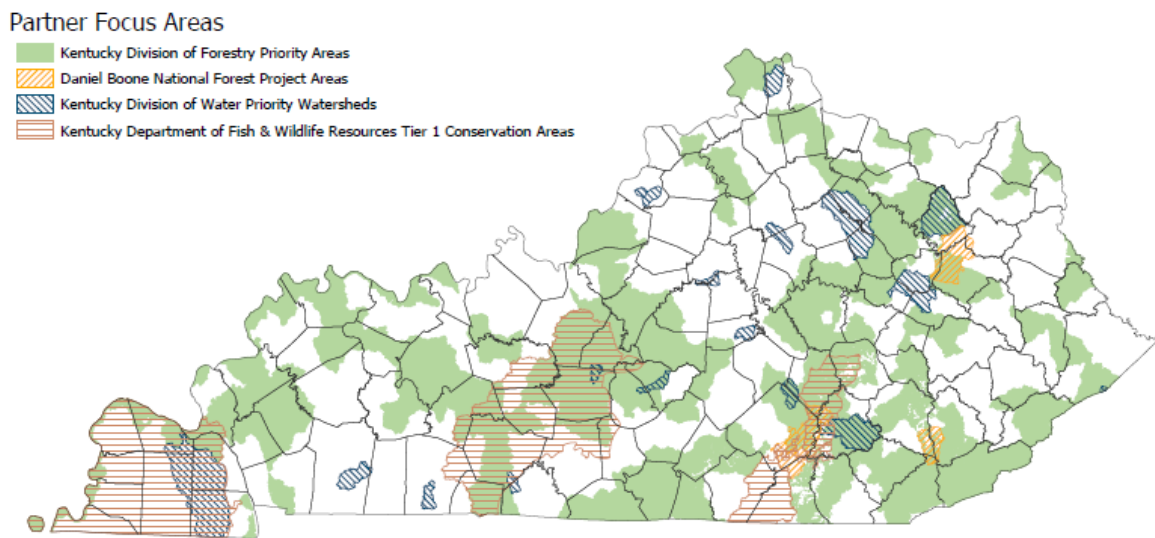 Partner Focus Areas
Kentucky Division of Forestry Priority Areas
Daniel Boone National Forest Project Areas
Kentucky Division of Water Priority Watersheds
Kentucky Department of Fish & Wildlife Resources Tier 1 Conservation Areas